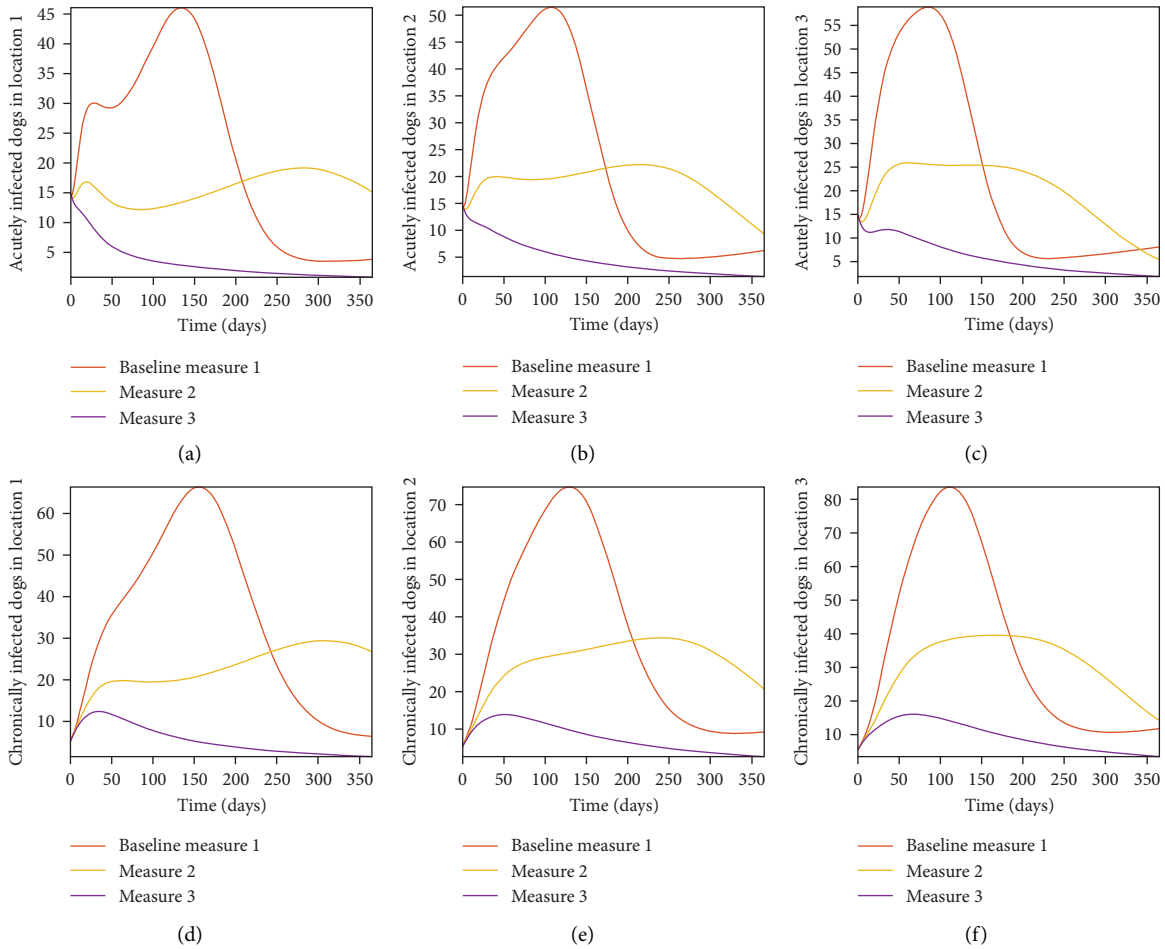 Acutely infected dogs in location 1
45
40
35
30
25
20
15
10
5
0 50 100 150 200 250 300 350
Time (days)
Baseline measure 1
Measure 2
Measure 3
(a)
Acutely infected dogs in location 2
50
45
40
35
30
25
20
15
10
5
0 50 100 150 200 250 300 350
Time (days)
Baseline measure 1
Measure 2
Measure 3
(b)
Acutely infected dogs in location 3
55
50
45
40
35
30
25
20
15
10
5
0 50 100 150 200 250 300 350
Time (days)
Baseline measure 1
Measure 2
Measure 3
(c)
Chronically infected dogs in location 1
60
50
40
30
20
10
0 50 100 150 200 250 300 350
Time (days)
Baseline measure 1
Measure 2
Measure 3
(d)
Chronically infected dogs in location 2
70
60
50
40
30
20
10
0 50 100 150 200 250 300 350
Time (days)
Baseline measure 1
Measure 2
Measure 3
(e)
Chronically infected dogs in location 3
80
70
60
50
40
30
20
10
0 50 100 150 200 250 300 350
Time (days)
Baseline measure 1
Measure 2
Measure 3
(f)